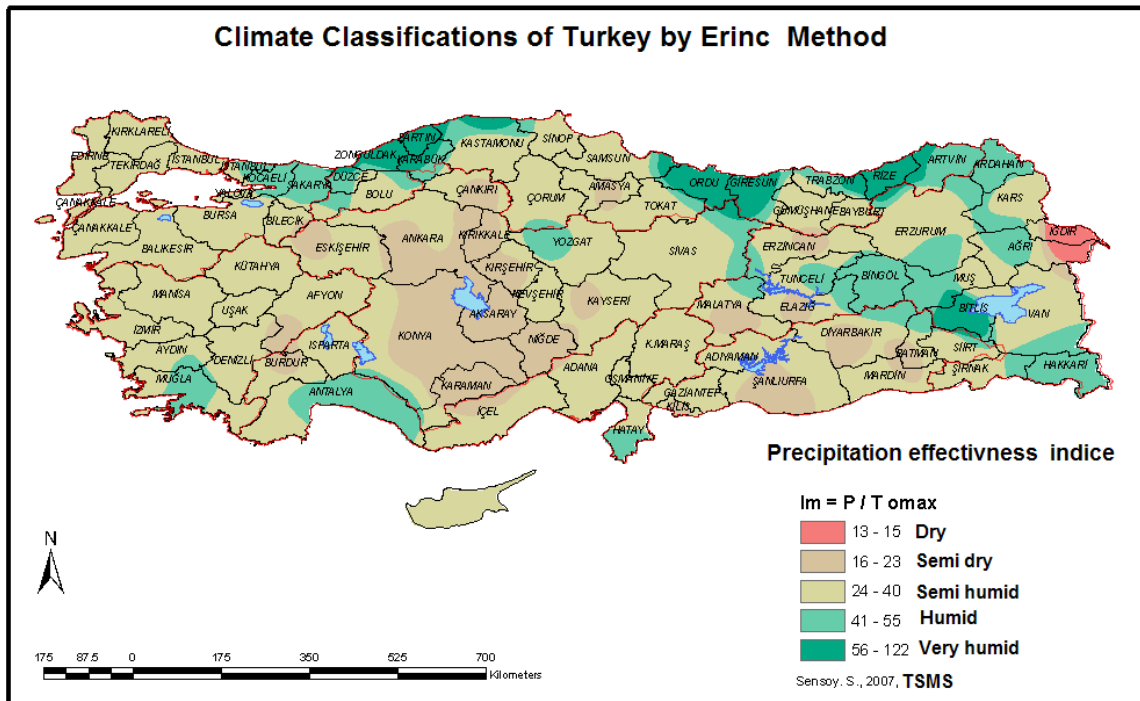 Climate Classifications of Turkey by Erinc Method
KIRKLARELİ
EDİRNE
TEKİRDAĞ
İSTANBUL
İSTANBUL
KOCAELİ
YALOVA
SAKARYA
DÜZCE
ZONGULDAK
BARTIN
KARABÜK
KASTAMONU
SİNOP
SAMSUN
BOLU
ÇANKIRI
ÇORUM
AMASYA
TOKAT
ORDU
GİRESUN
TRABZON
RİZE
ARTVİN
ARDAHAN
KARS
GÜMÜŞHANE
BAYBURT
ÇANAKKALE
ÇANAKKALE
BURSA
BİLECİK
BALIKESİR
ESKİŞEHİR
ANKARA
KIRIKKALE
YOZGAT
SİVAS
ERZİNCAN
ERZURUM
AĞRI
IĞDIR
KÜTAHYA
KIRŞEHİR
NEVŞEHİR
KAYSERİ
TUNCELİ
BİNGÖL
MUŞ
MANİSA
UŞAK
AFYON
AKSARAY
MALATYA
ELAZIĞ
BİTLİS
VAN
İZMİR
KONYA
NİĞDE
K.MARAŞ
DİYARBAKIR
AYDIN
DENİZLİ
ISPARTA
BURDUR
ADANA
ADIYAMAN
BATMAN
SİİRT
ŞIRNAK
HAKKARİ
MUĞLA
ANTALYA
KARAMAN
İÇEL
OSMANİYE
GAZİANTEP
KİLİS
ŞANLIURFA
MARDİN
HATAY
Precipitation effectivness indice
Im = P / T omax
13 - 15 Dry
16 - 23 Semi dry
24 - 40 Semi humid
41 - 55 Humid
56 - 122 Very humid
Sensoy. S., 2007, TSMS
N
175 87.5 0 175 350 525 700
Kilometers